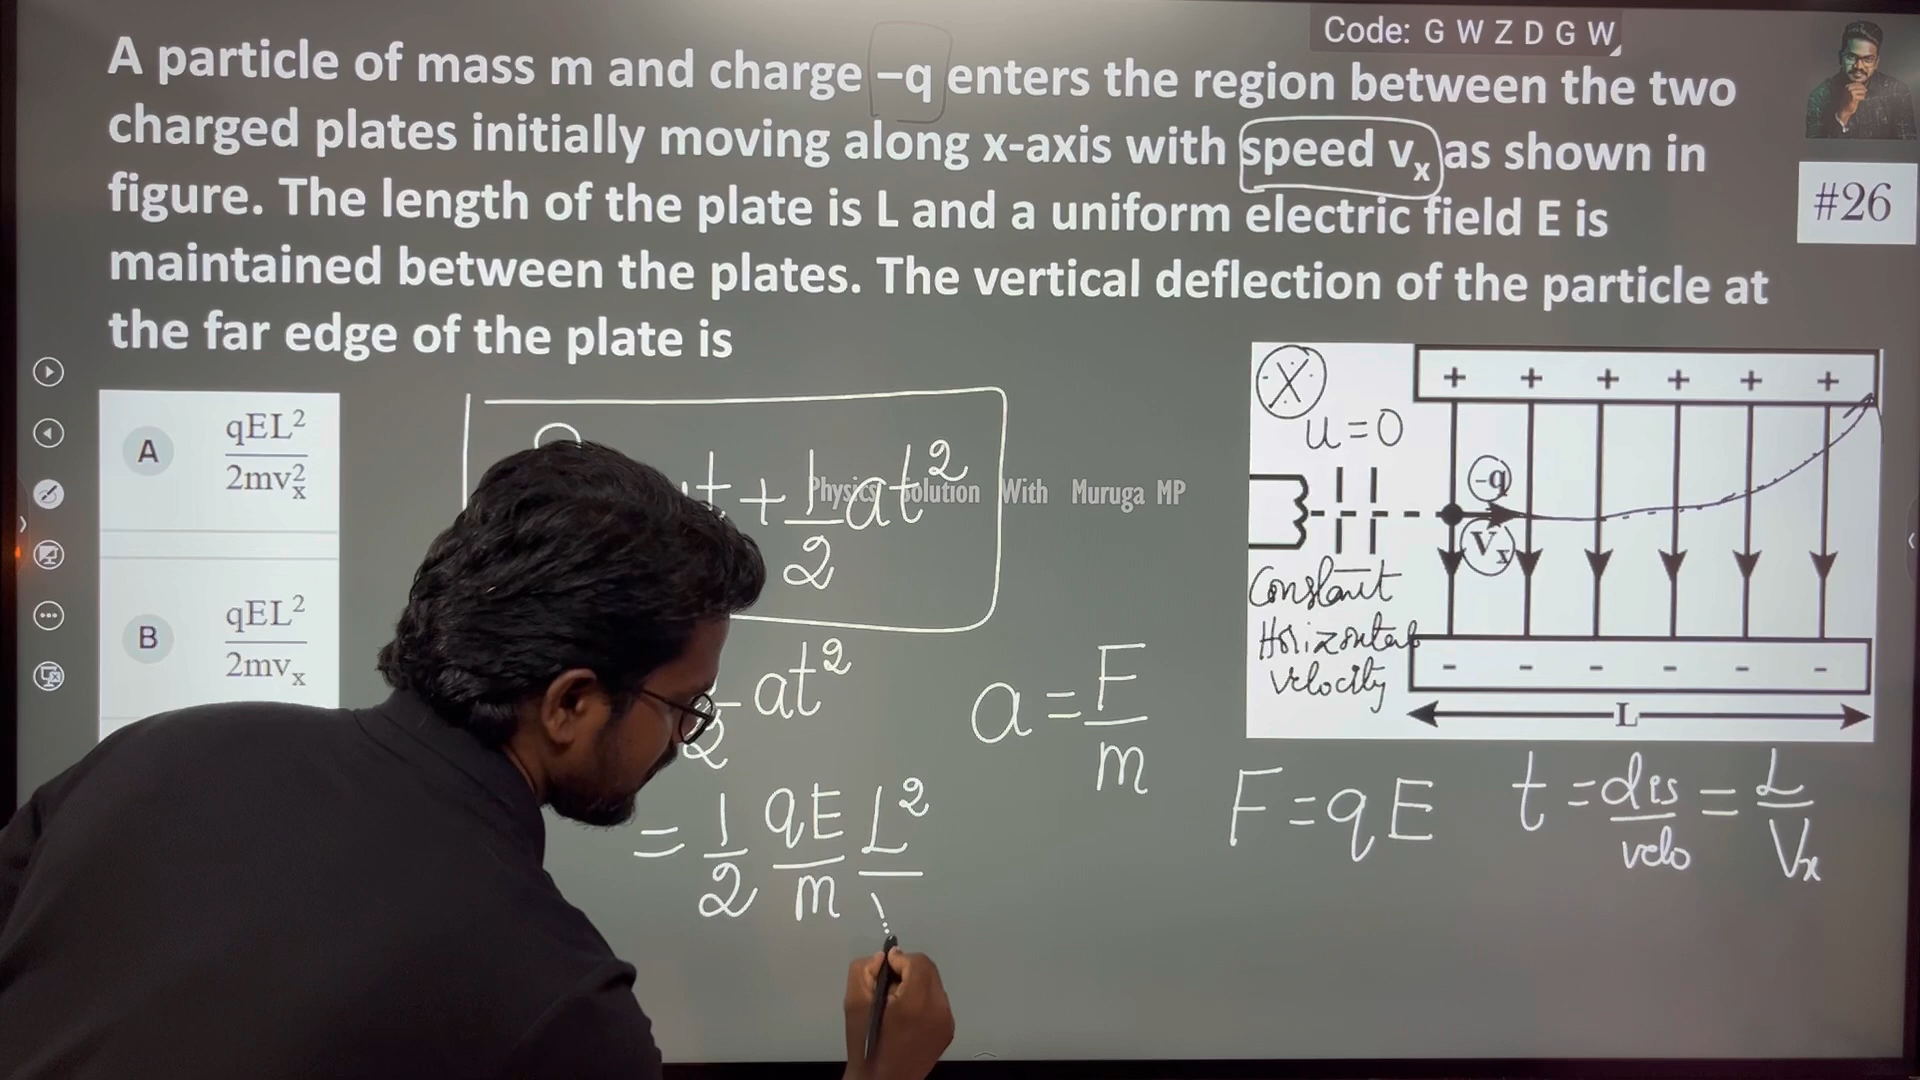 Code: G W Z D G W
A particle of mass m and charge –q enters the region between the two
charged plates initially moving along x-axis with speed vₓ as shown in
figure. The length of the plate is L and a uniform electric field E is
maintained between the plates. The vertical deflection of the particle at
the far edge of the plate is
#26
A qEL² / 2mvₓ²
B qEL² / 2mvₓ
t + 1/2 at²
Physics Solution With Muruga MP
at²
= 1/2 qE/m L²
a = F/m
X
u = 0
+ + + + + +
-q
Vₓ
Constant
Horizontal
Velocity
- - - - - -
L
F = qE
t = dis/velo = L/Vₓ